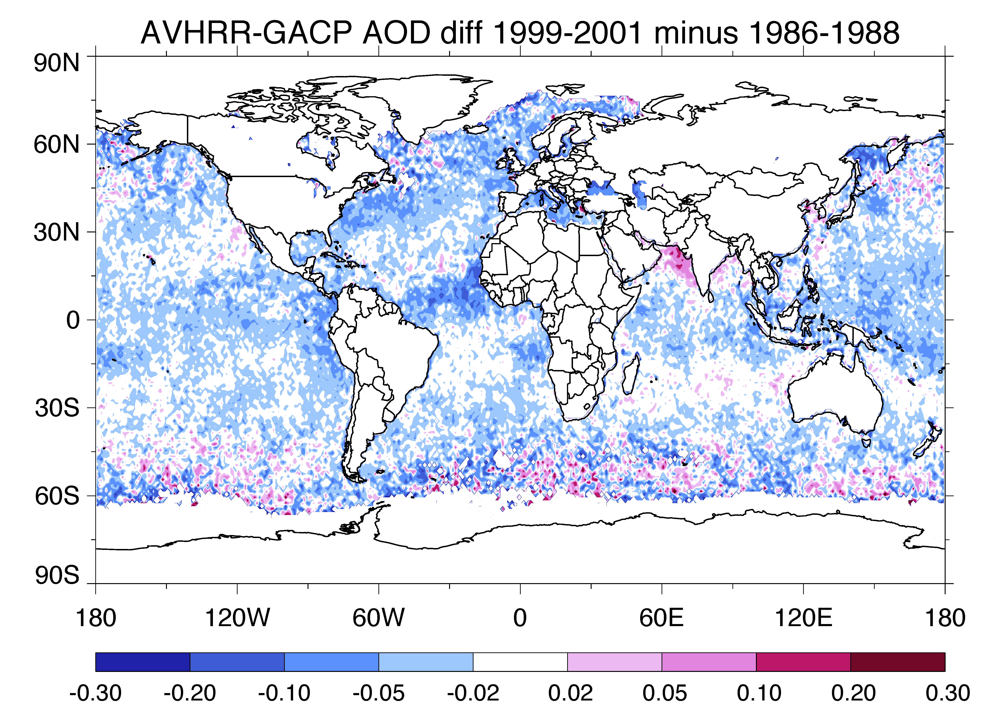 AVHRR-GACP AOD diff 1999-2001 minus 1986-1988
90N
60N
30N
0
30S
60S
90S
180 120W 60W 0 60E 120E 180
-0.30 -0.20 -0.10 -0.05 -0.02 0.02 0.05 0.10 0.20 0.30